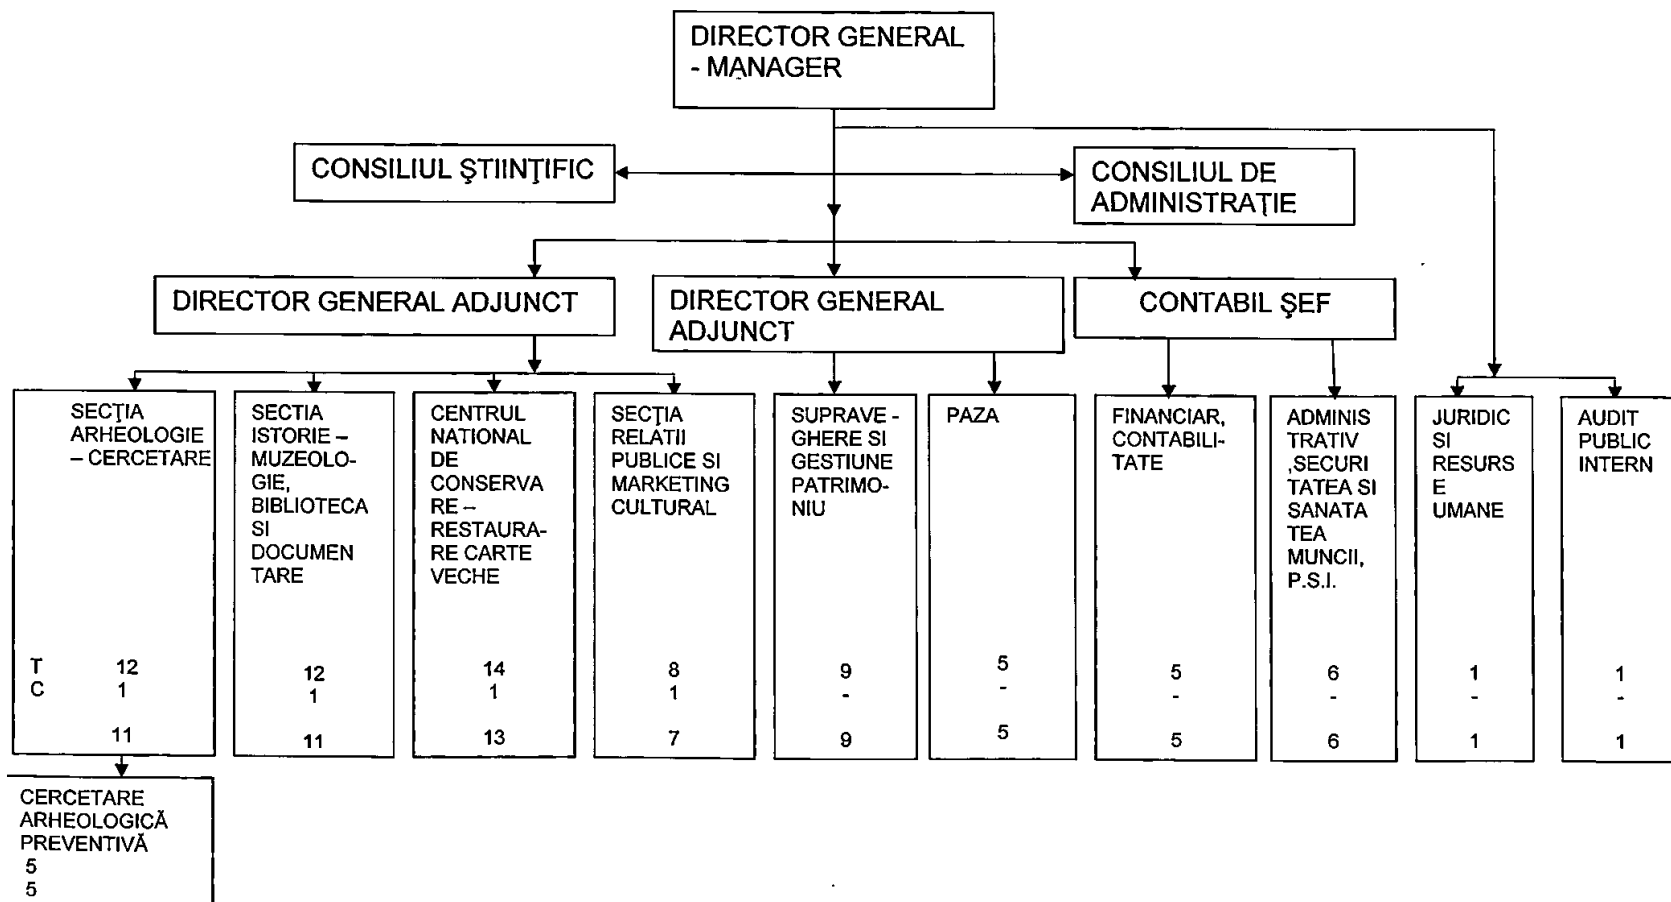 DIRECTOR GENERAL
- MANAGER
CONSILIUL ŞTIINŢIFIC
CONSILIUL DE
ADMINISTRAŢIE
DIRECTOR GENERAL ADJUNCT
DIRECTOR GENERAL
ADJUNCT
CONTABIL ŞEF
SECŢIA
ARHEOLOGIE
– CERCETARE
T 12
C 1
11
SECTIA
ISTORIE –
MUZEOLO-
GIE,
BIBLIOTECA
SI
DOCUMEN
TARE
12
1
11
CENTRUL
NATIONAL
DE
CONSERVA
RE –
RESTAURA-
RE CARTE
VECHE
14
1
13
SECŢIA
RELATII
PUBLICE SI
MARKETING
CULTURAL
8
1
7
SUPRAVE -
GHERE SI
GESTIUNE
PATRIMO-
NIU
9
-
9
PAZA
5
-
5
FINANCIAR,
CONTABILI-
TATE
5
-
5
ADMINIS
TRATIV
,SECURI
TATEA SI
SANATA
TEA
MUNCII,
P.S.I.
6
-
6
JURIDIC
SI
RESURS
E
UMANE
1
-
1
AUDIT
PUBLIC
INTERN
1
-
1
CERCETARE
ARHEOLOGICĂ
PREVENTIVĂ
5
5